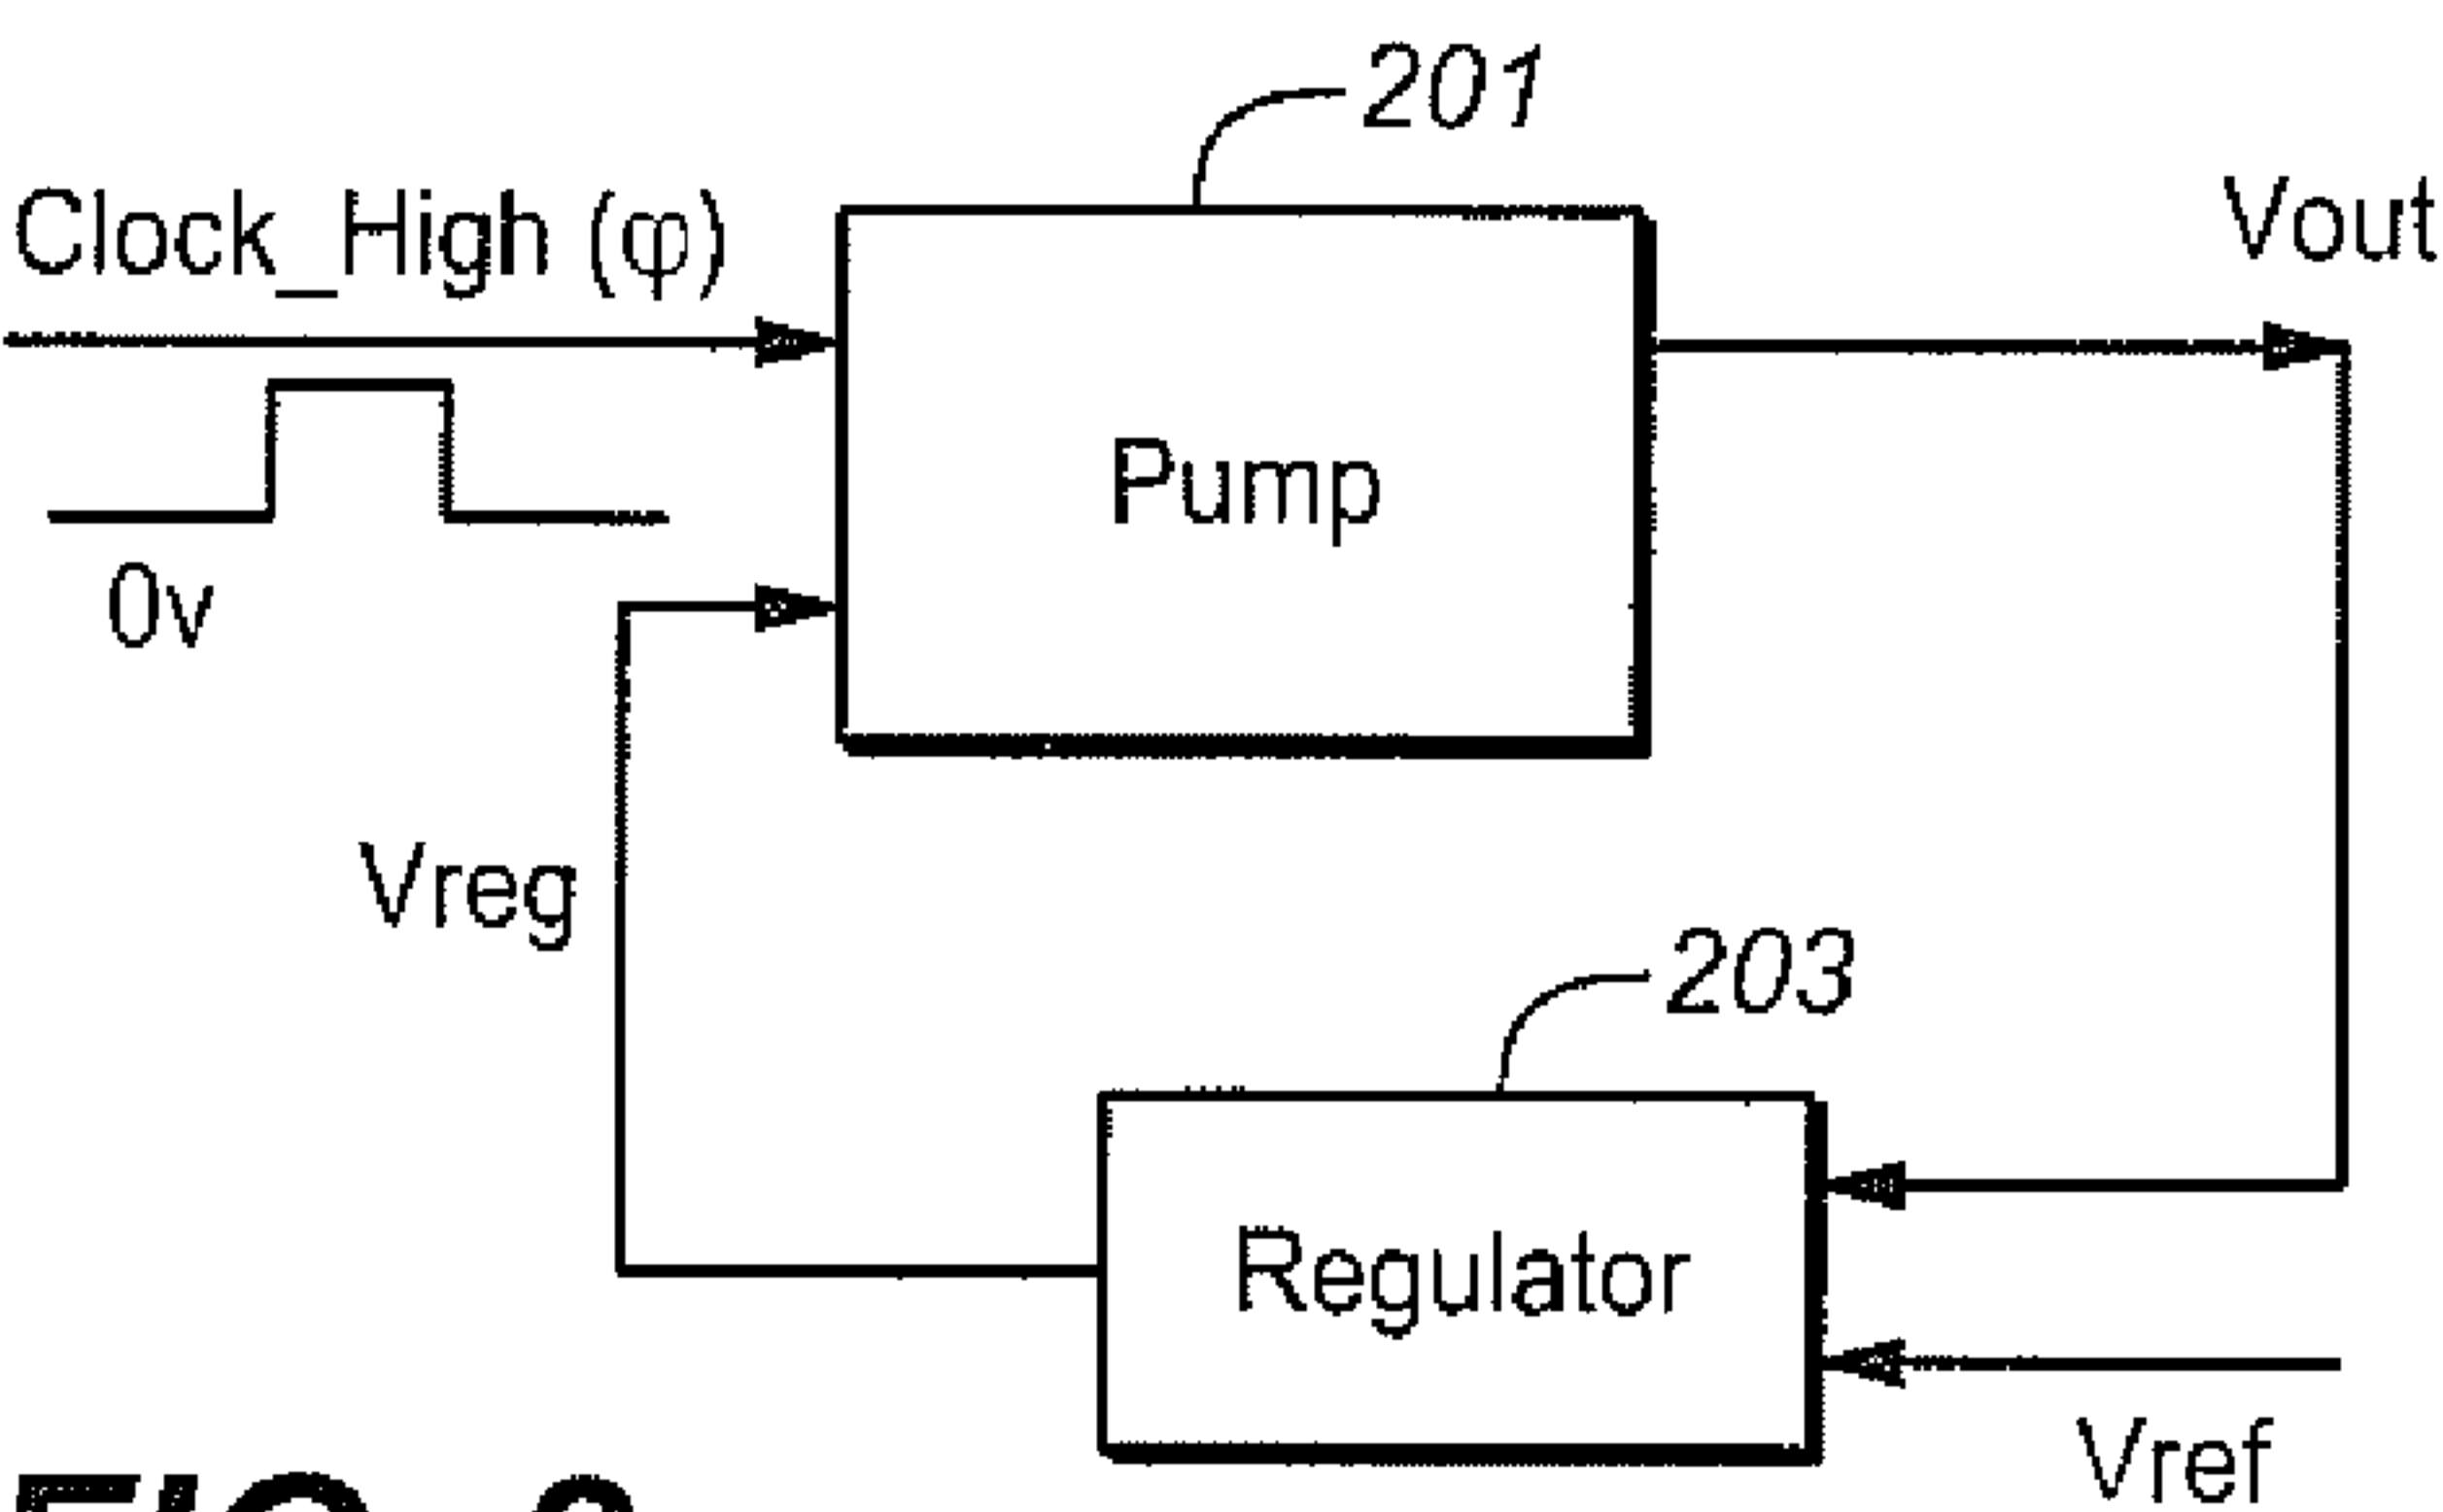 201
Clock_High (φ)
Vout
Pump
0v
Vreg
203
Regulator
Vref